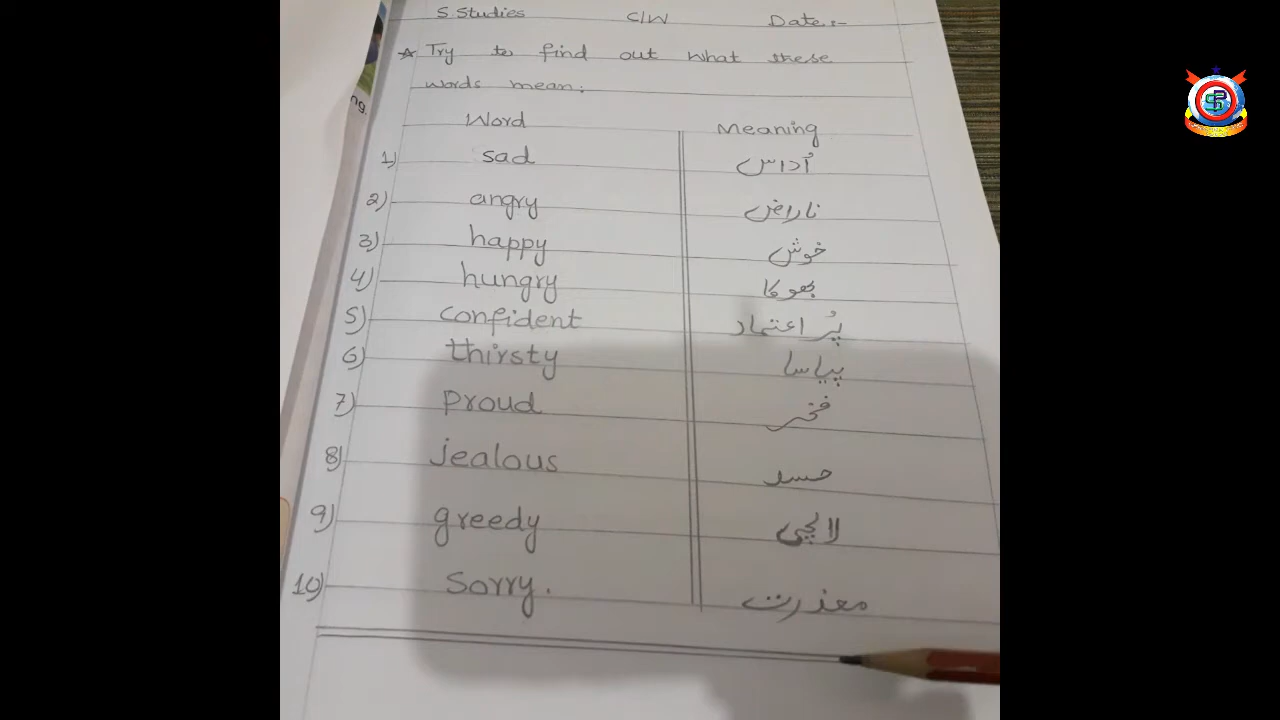 S.Studies C/W Date:-
☆ Try to find out what these
words mean:
Word Meaning
1) sad اُداس
2) angry ناراض
3) happy خوش
4) hungry بھوکا
5) confident پُر اعتماد
6) thirsty پیاسا
7) Proud فخر
8) jealous حسد
9) greedy لالچی
10) Sorry. معذرت
ng.